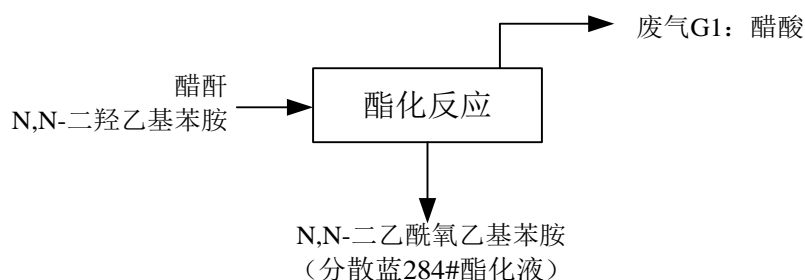 废气G1：醋酸
醋酐
N,N-二羟乙基苯胺
酯化反应
N,N-二乙酰氧乙基苯胺
（分散蓝284#酯化液）